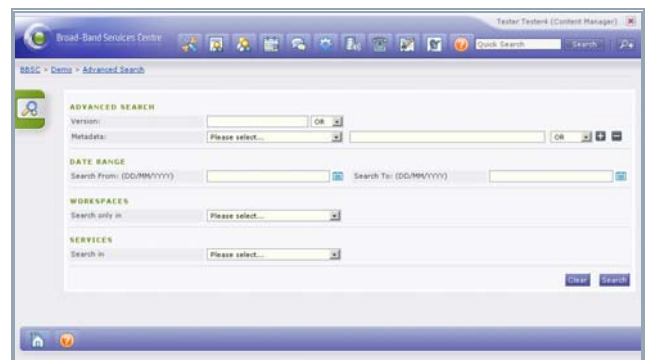 Tester Tester4 (Content Manager)
Broad-Band Services Centre
Quick Search
Search
BBSC > Demo > Advanced Search
ADVANCED SEARCH
Version:
OR
Metadata:
Please select...
OR
DATE RANGE
Search From: (DD/MM/YYYY)
Search To: (DD/MM/YYYY)
WORKSPACES
Search only in
Please select...
SERVICES
Search in
Please select...
Clear
Search